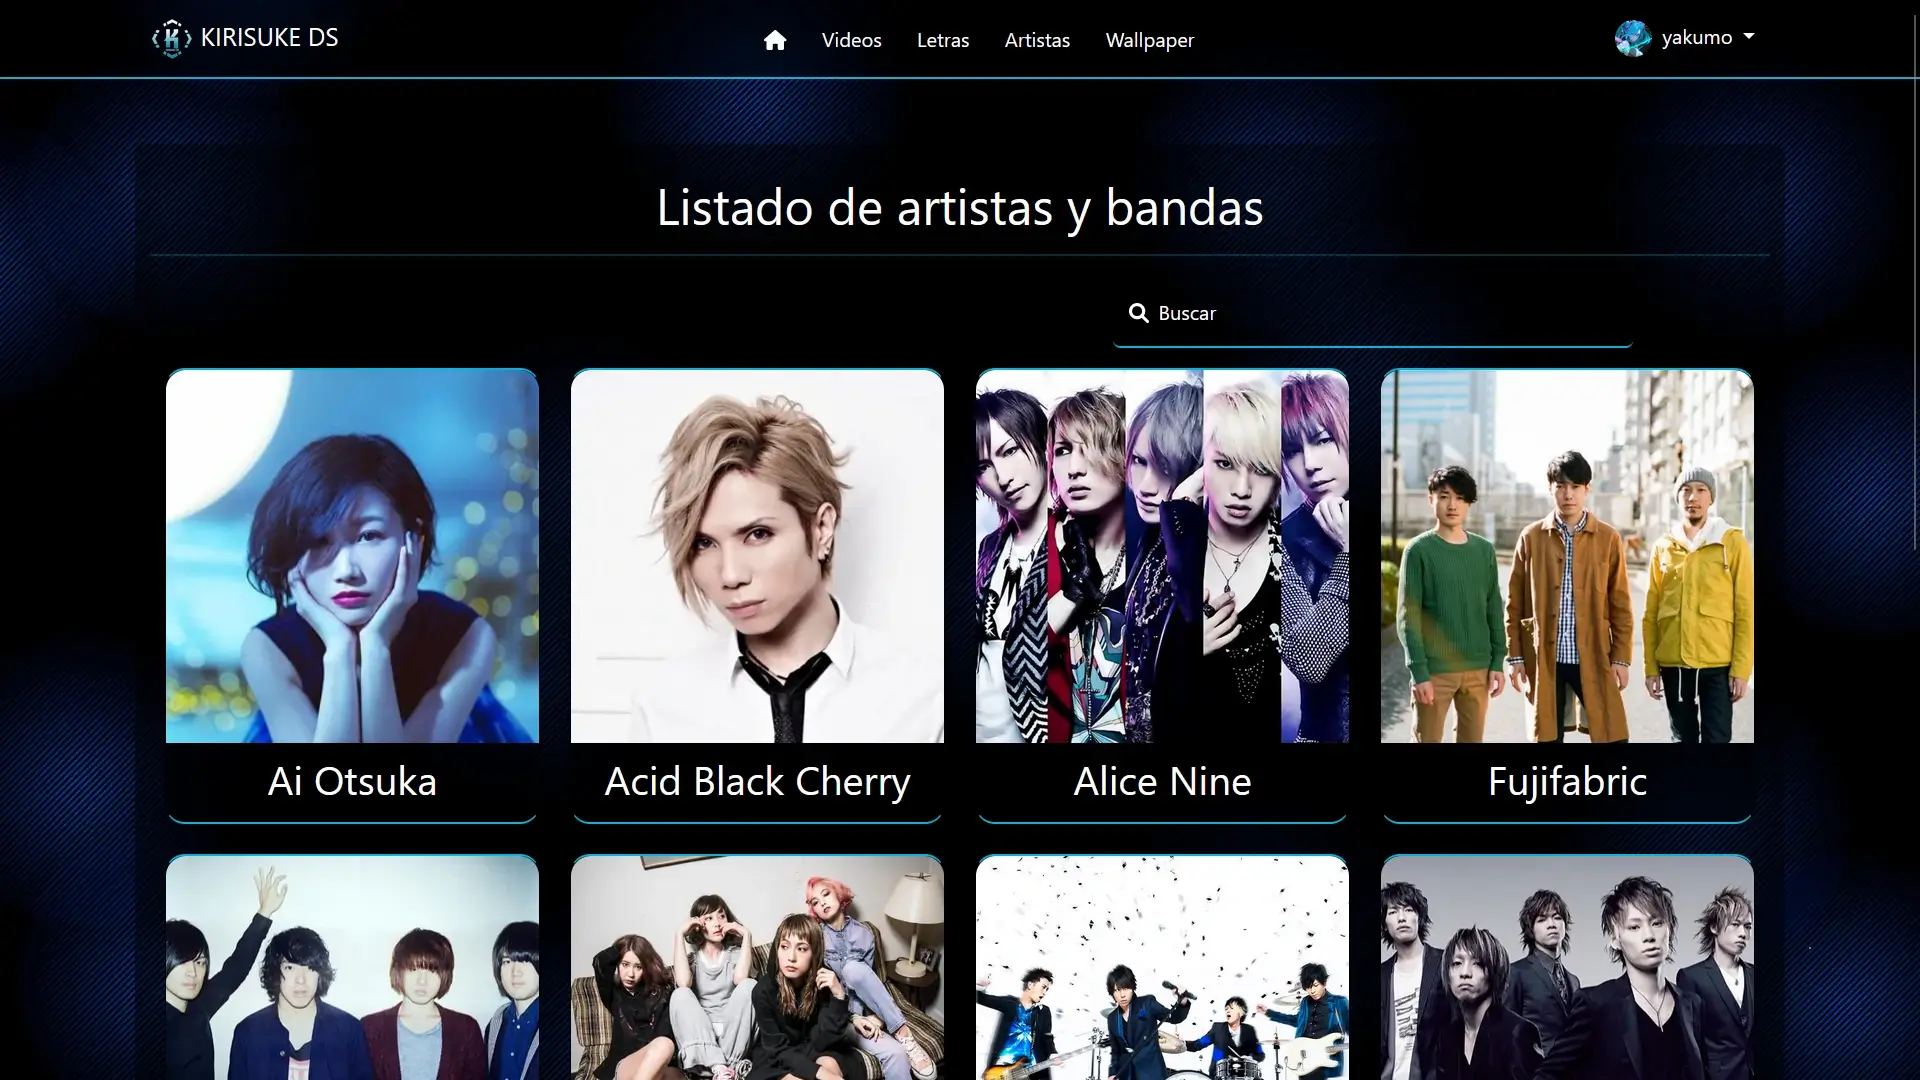 KIRISUKE DS
Videos
Letras
Artistas
Wallpaper
yakumo
Listado de artistas y bandas
Buscar
Ai Otsuka
Acid Black Cherry
Alice Nine
Fujifabric